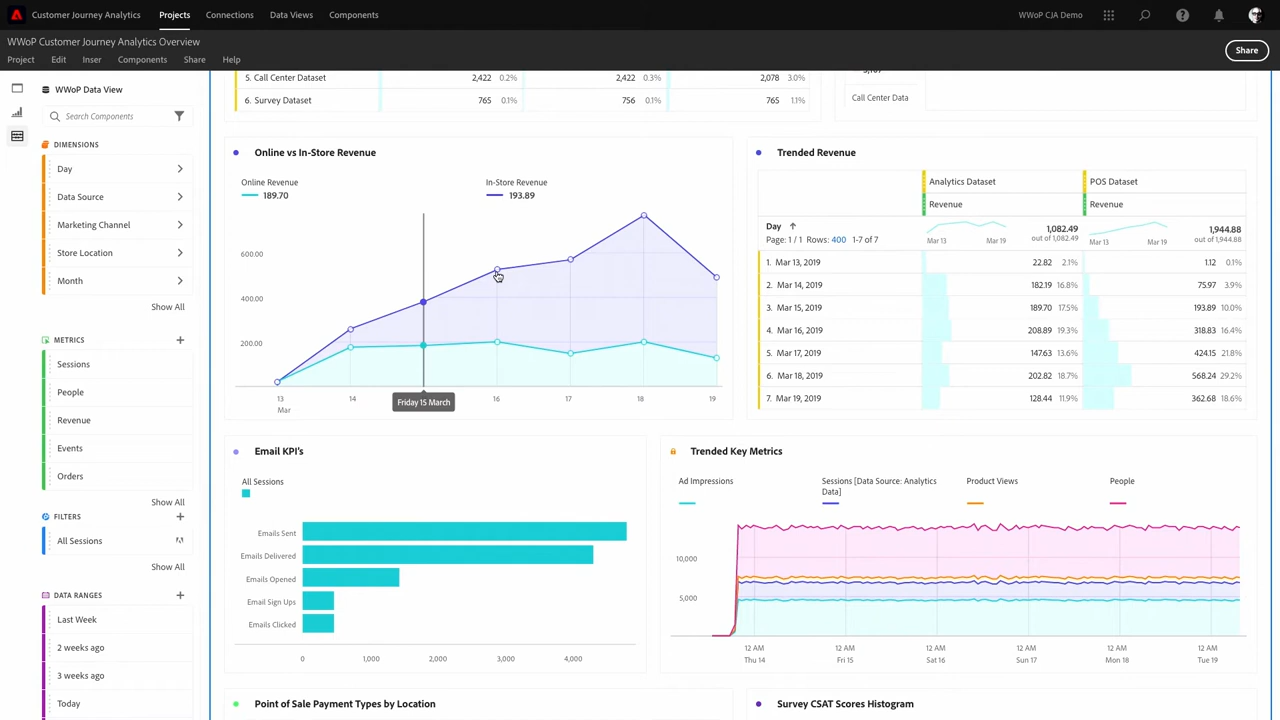 Customer Journey Analytics Projects Connections Data Views Components WWoP CJA Demo
WWoP Customer Journey Analytics Overview
Project Edit Inser Components Share Help
Share
WWoP Data View
Search Components
DIMENSIONS
Day
Data Source
Marketing Channel
Store Location
Month
Show All
METRICS
Sessions
People
Revenue
Events
Orders
Show All
FILTERS
All Sessions
Show All
DATA RANGES
Last Week
2 weeks ago
3 weeks ago
Today
5. Call Center Dataset 2,422 0.2% 2,422 0.3% 2,078 3.0%
6. Survey Dataset 765 0.1% 756 0.1% 765 1.1%
Call Center Data
Online vs In-Store Revenue
Online Revenue In-Store Revenue
189.70 193.89
600.00
400.00
200.00
13 14 16 17 18 19
Mar
Friday 15 March
Trended Revenue
Analytics Dataset POS Dataset
Revenue Revenue
Day 1,082.49 1,944.88
Page: 1 / 1 Rows: 400 1-7 of 7 Mar 13 Mar 19 out of 1,082.49 Mar 13 Mar 19 out of 1,944.88
1. Mar 13, 2019 22.82 2.1% 1.12 0.1%
2. Mar 14, 2019 182.19 16.8% 75.97 3.9%
3. Mar 15, 2019 189.70 17.5% 193.89 10.0%
4. Mar 16, 2019 208.89 19.3% 318.83 16.4%
5. Mar 17, 2019 147.63 13.6% 424.15 21.8%
6. Mar 18, 2019 202.82 18.7% 568.24 29.2%
7. Mar 19, 2019 128.44 11.9% 362.68 18.6%
Email KPI's
All Sessions
Emails Sent
Emails Delivered
Emails Opened
Email Sign Ups
Emails Clicked
0 1,000 2,000 3,000 4,000
Trended Key Metrics
Ad Impressions Sessions [Data Source: Analytics Product Views People
Data]
10,000
5,000
12 AM 12 AM 12 AM 12 AM 12 AM 12 AM
Thu 14 Fri 15 Sat 16 Sun 17 Mon 18 Tue 19
Point of Sale Payment Types by Location
Survey CSAT Scores Histogram